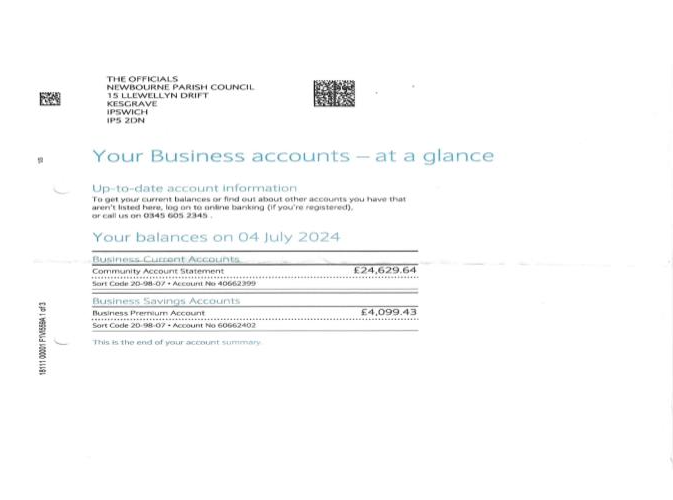 THE OFFICIALS
NEWBOURNE PARISH COUNCIL
15 LLEWELLYN DRIFT
KESGRAVE
IPSWICH
IP5 2DN
Your Business accounts – at a glance
Up-to-date account information
To get your current balances or find out about other accounts you have that
aren't listed here, log on to online banking (if you're registered),
or call us on 0345 605 2345 .
Your balances on 04 July 2024
Business Current Accounts
Community Account Statement £24,629.64
Sort Code 20-98-07 • Account No 40662399
Business Savings Accounts
Business Premium Account £4,099.43
Sort Code 20-98-07 • Account No 60662402
This is the end of your account summary.